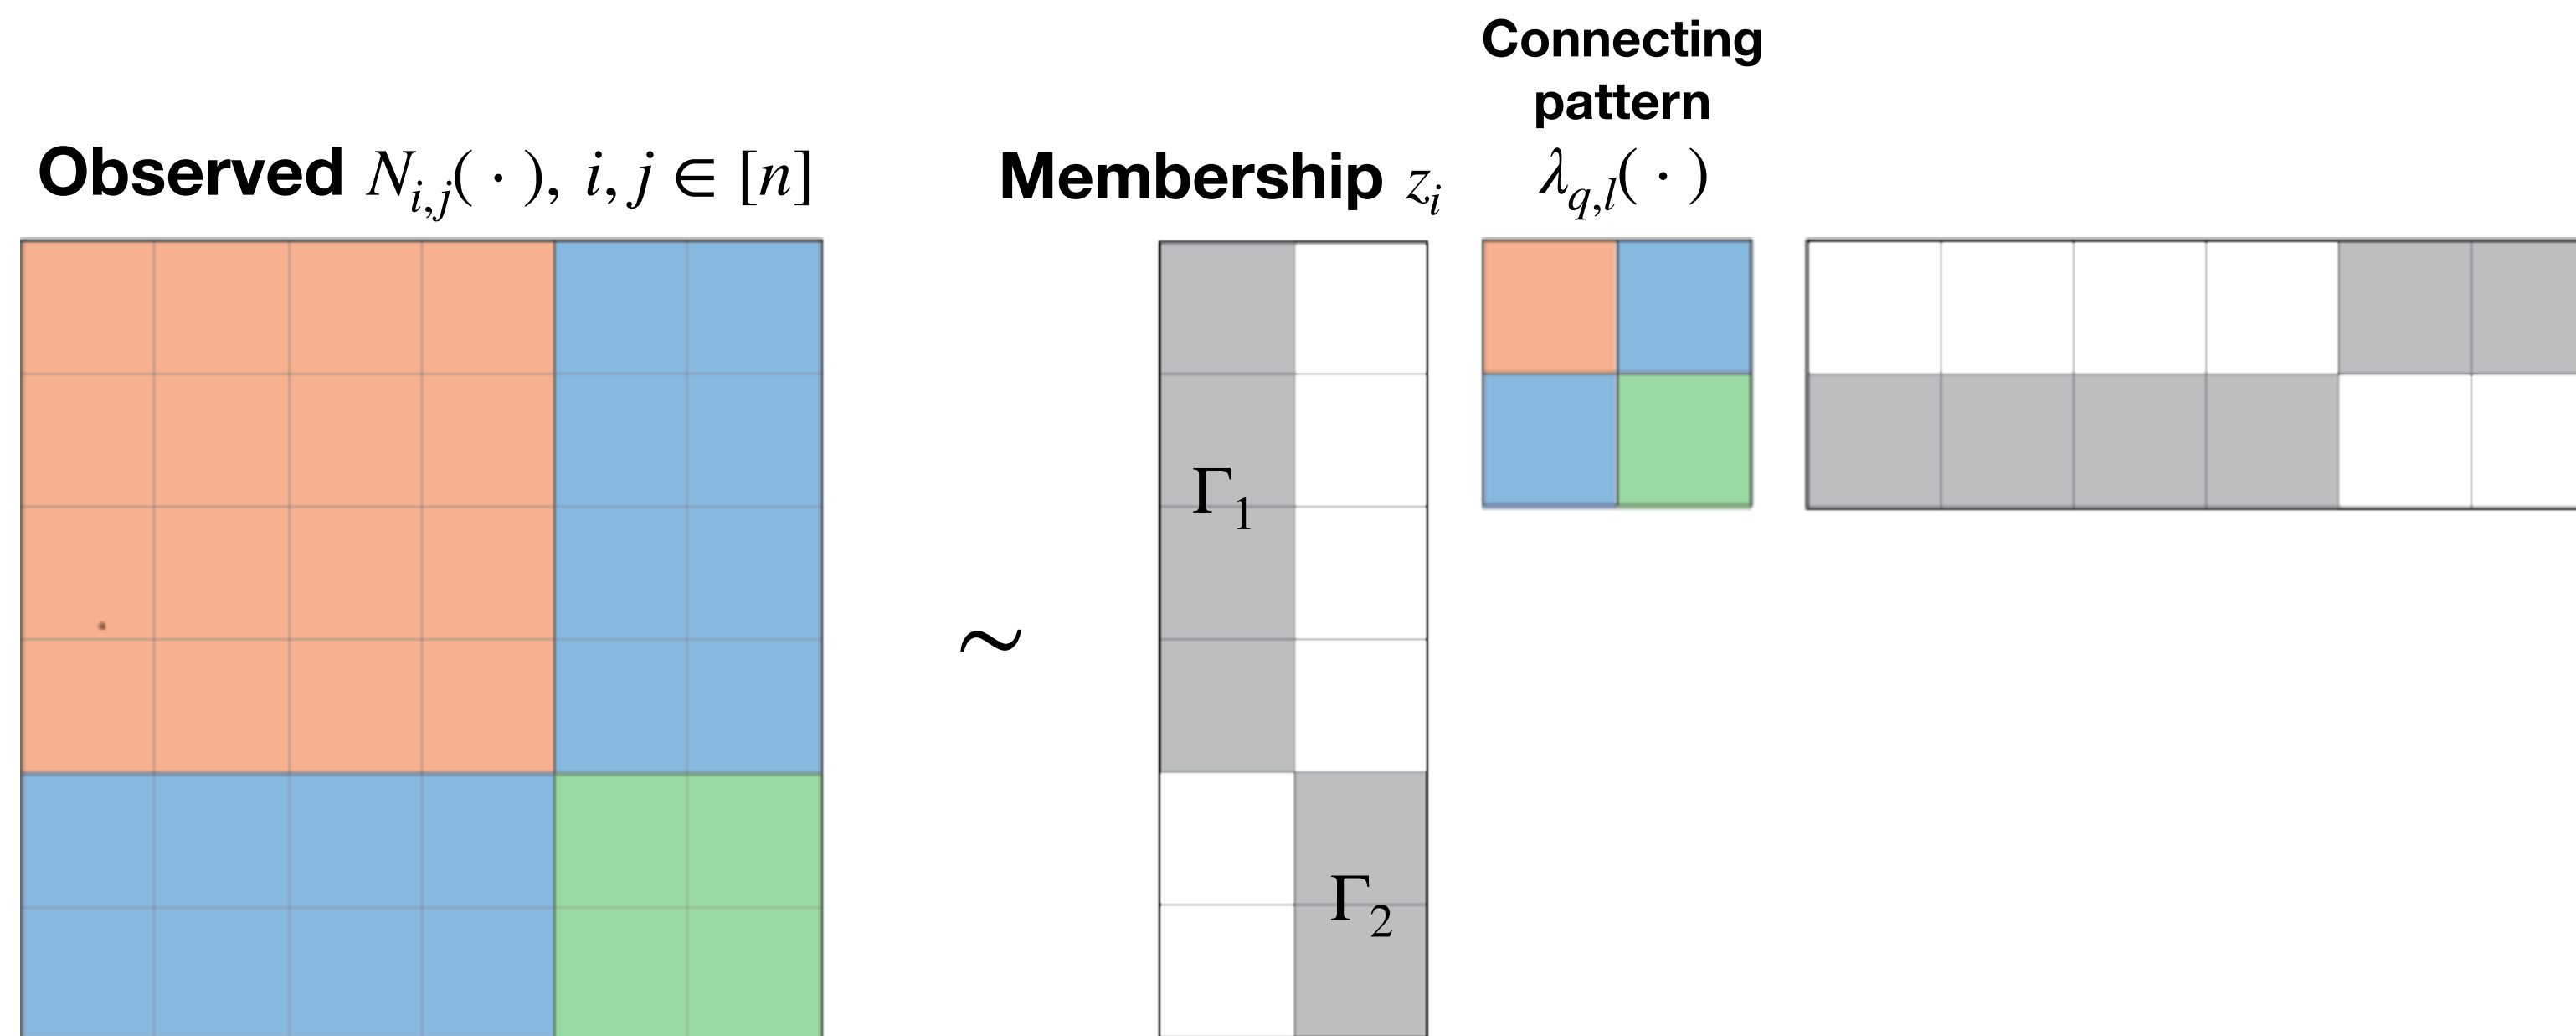 Connecting
pattern
Observed N_{i,j}( · ), i, j ∈ [n]
Membership z_i
λ_{q,l}( · )
Γ_1
∼
Γ_2